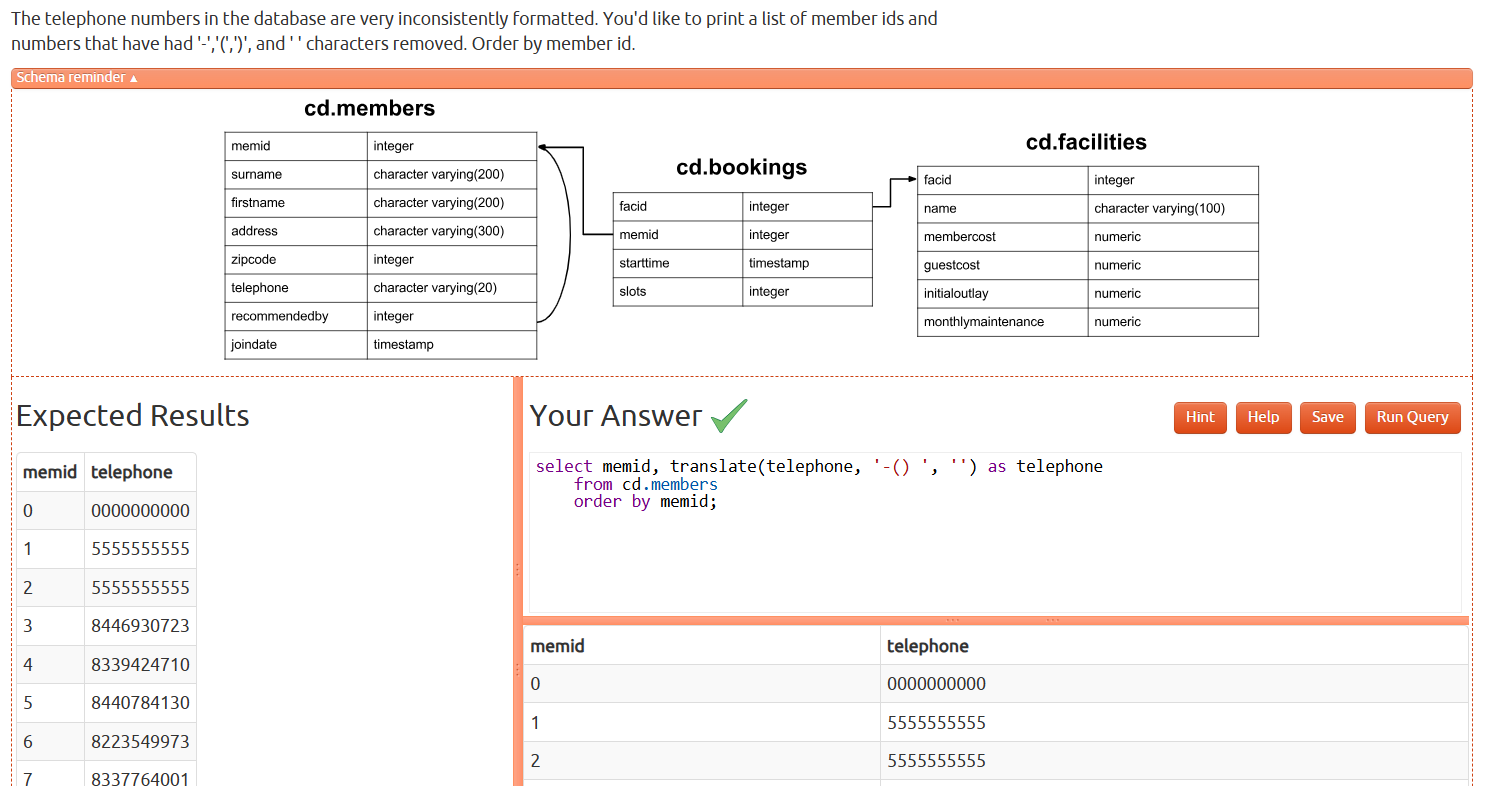 The telephone numbers in the database are very inconsistently formatted. You'd like to print a list of member ids and
numbers that have had '-','(',')', and ' ' characters removed. Order by member id.
Schema reminder ▲
cd.members
memid integer
surname character varying(200)
firstname character varying(200)
address character varying(300)
zipcode integer
telephone character varying(20)
recommendedby integer
joindate timestamp
cd.bookings
facid integer
memid integer
starttime timestamp
slots integer
cd.facilities
facid integer
name character varying(100)
membercost numeric
guestcost numeric
initialoutlay numeric
monthlymaintenance numeric
Expected Results
memid telephone
0 0000000000
1 5555555555
2 5555555555
3 8446930723
4 8339424710
5 8440784130
6 8223549973
7 8337764001
Your Answer
Hint Help Save Run Query
select memid, translate(telephone, '-() ', '') as telephone
    from cd.members
    order by memid;
memid telephone
0 0000000000
1 5555555555
2 5555555555